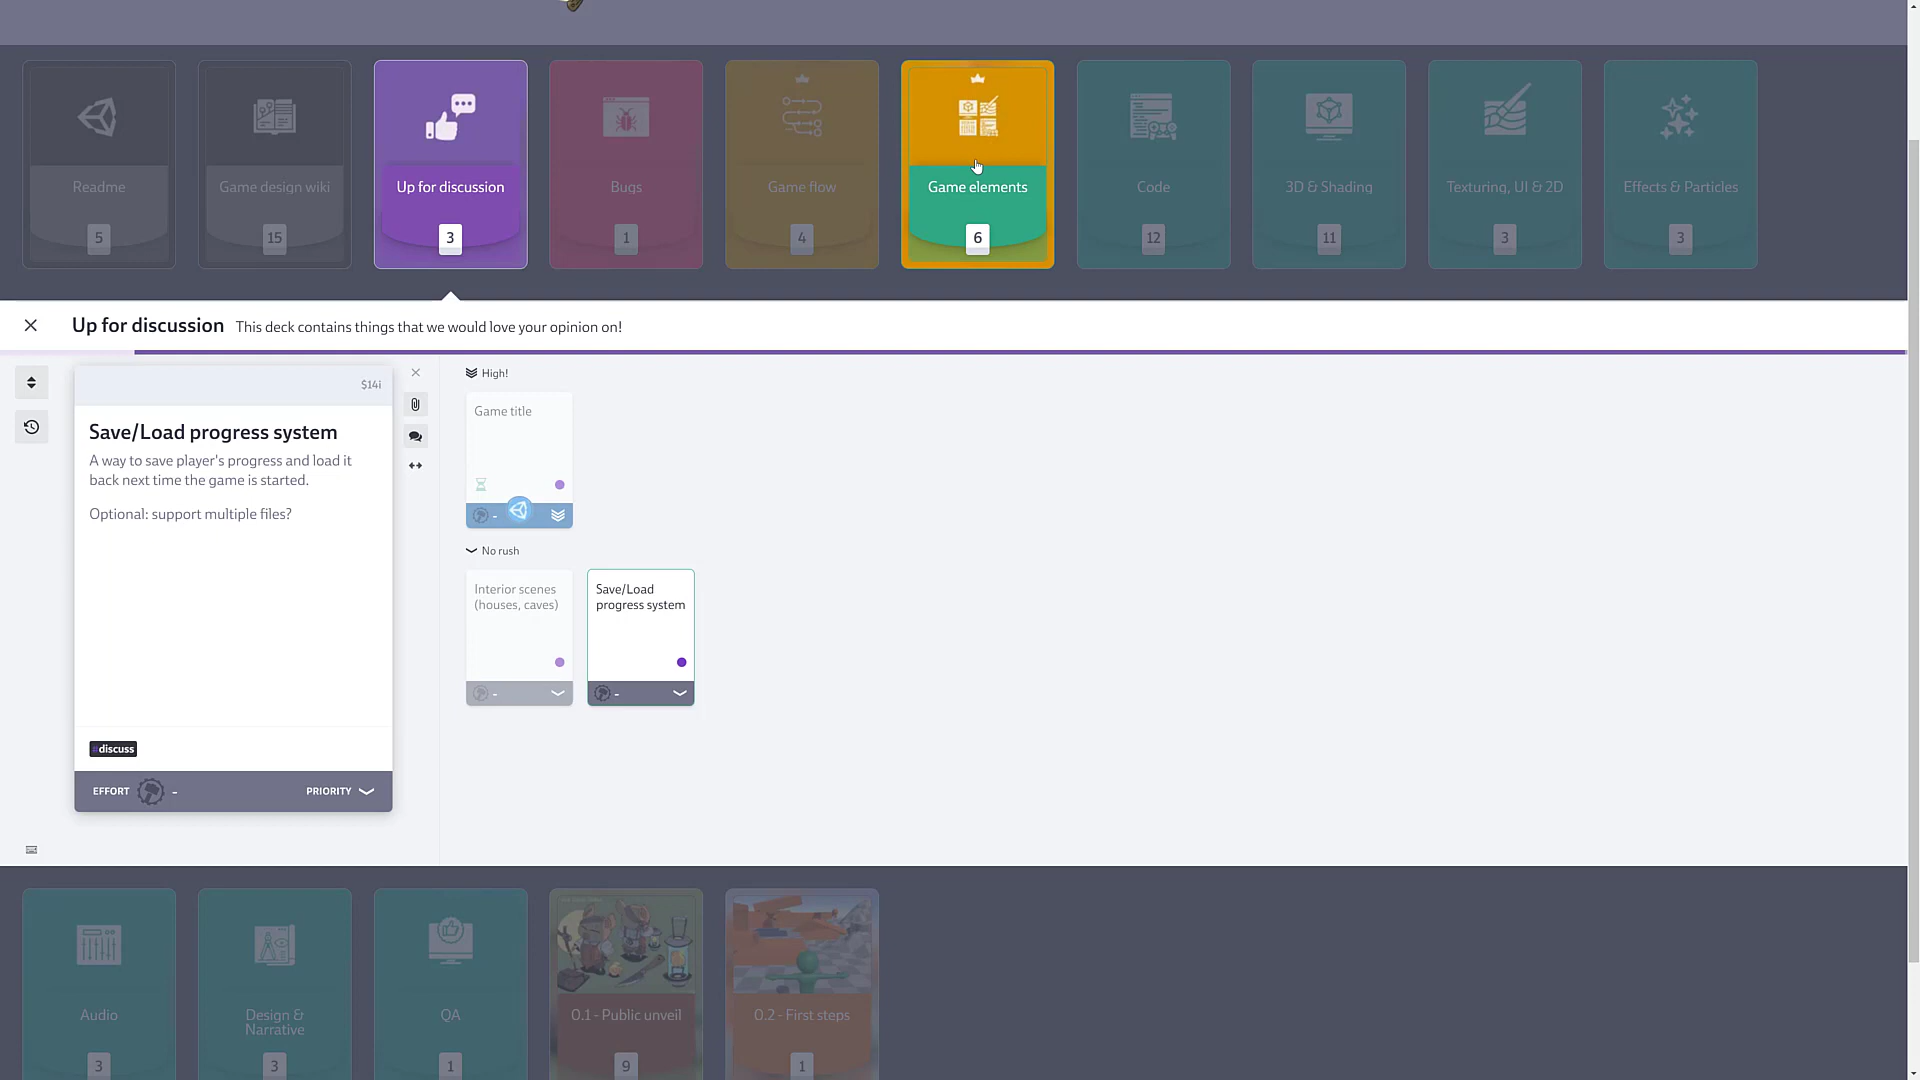 Readme
Game design wiki
Up for discussion
Bugs
Game flow
Game elements
Code
3D & Shading
Texturing, UI & 2D
Effects & Particles
5
15
3
1
4
6
12
11
3
3
Up for discussion This deck contains things that we would love your opinion on!
$14i
Save/Load progress system
A way to save player's progress and load it
back next time the game is started.
Optional: support multiple files?
#discuss
EFFORT - PRIORITY
High!
Game title
-
No rush
Interior scenes
(houses, caves)
-
Save/Load
progress system
-
Audio
Design &
Narrative
QA
0.1 - Public unveil
0.2 - First steps
3
3
1
9
1